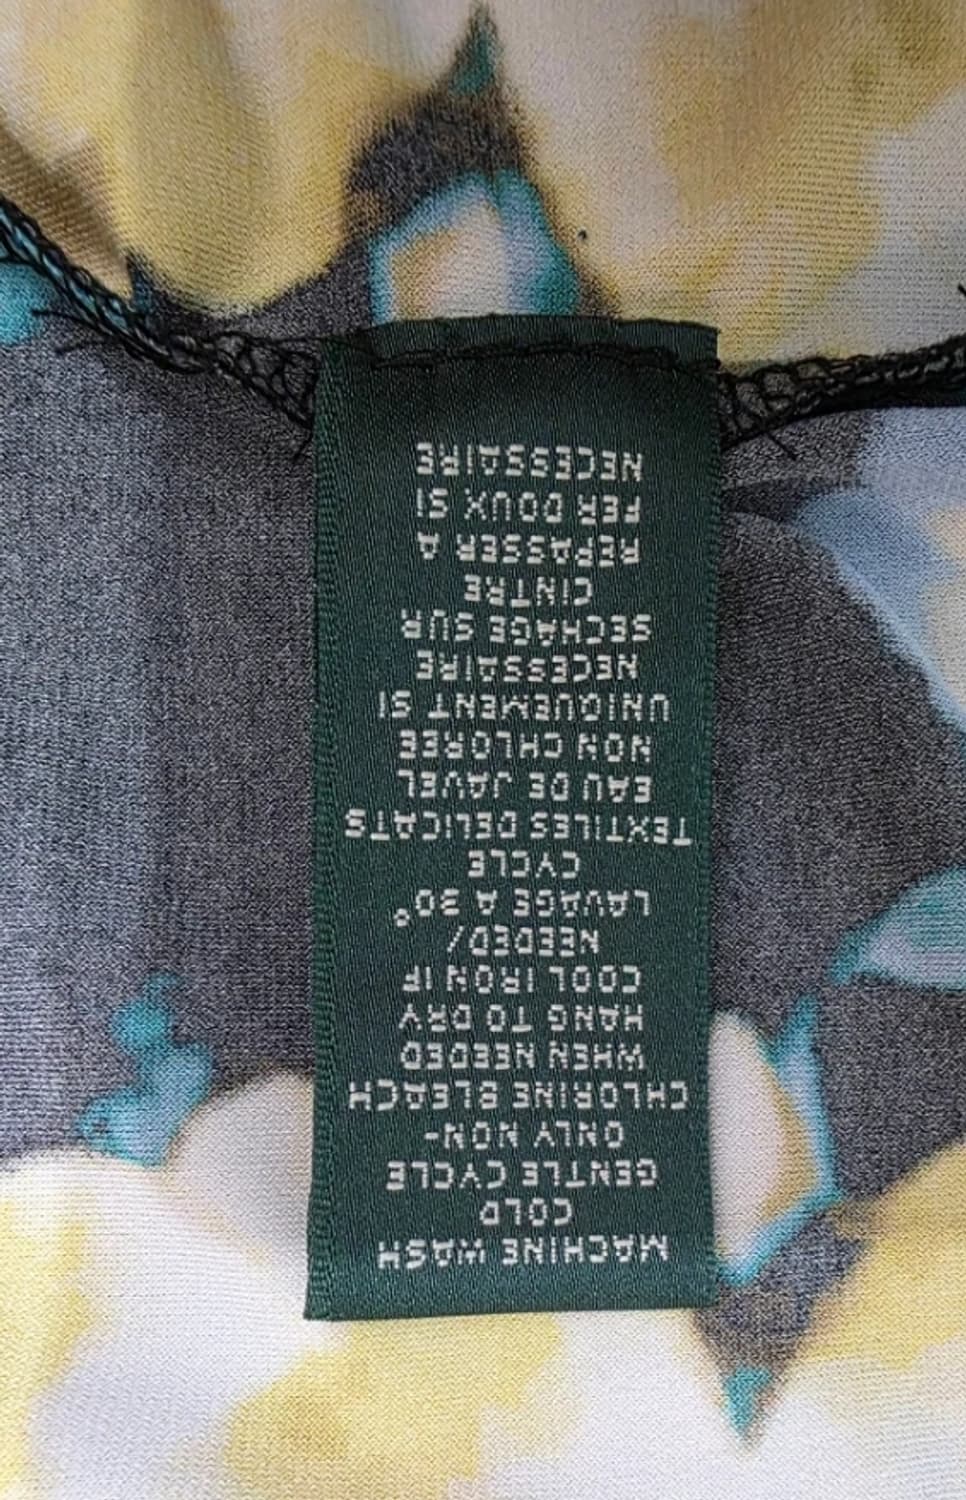 MACHINE WASH
COLD
GENTLE CYCLE
ONLY NON-
CHLORINE BLEACH
WHEN NEEDED
HANG TO DRY
COOL IRON IF
NEEDED/
LAVAGE A 30°
CYCLE
TEXTILES DELICATS
EAU DE JAVEL
NON CHLOREE
UNIQUEMENT SI
NECESSAIRE
SECHAGE SUR
CINTRE
REPASSER A
FER DOUX SI
NECESSAIRE